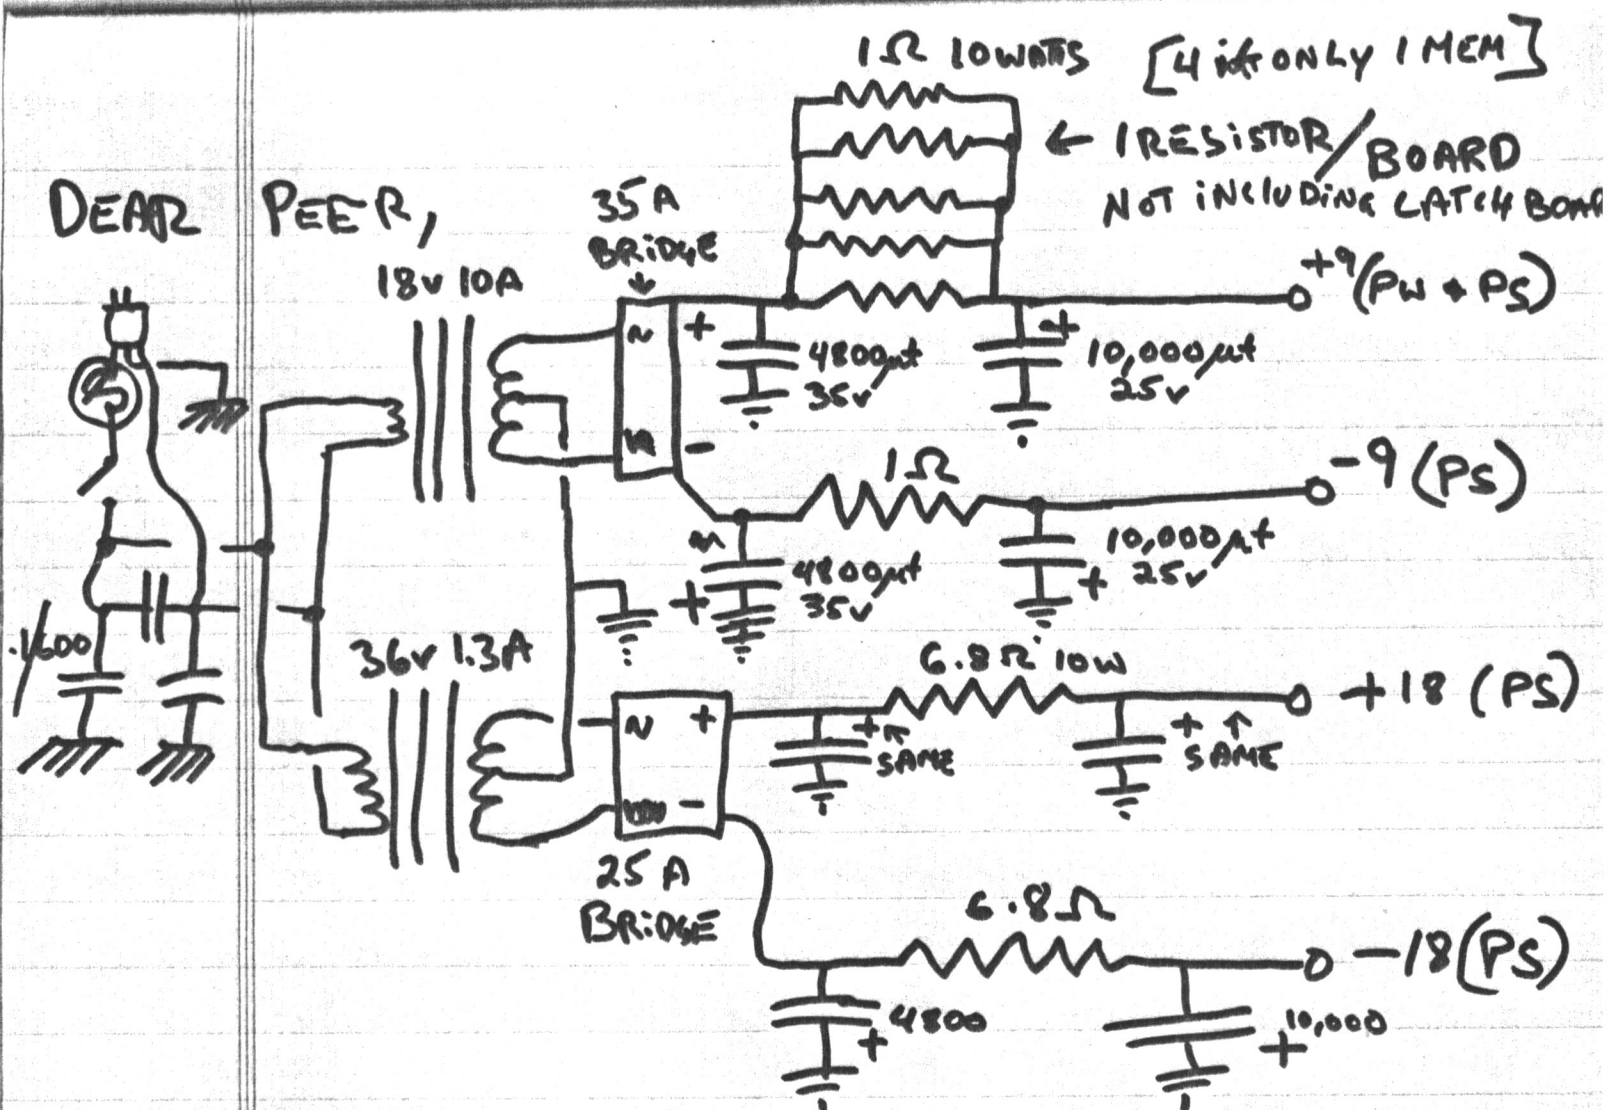 1Ω 10WATTS [4 if ONLY 1 MEM]
← 1 RESISTOR/BOARD
NOT INCLUDING LATCH BOAR
DEAR PEER,
35A
BRIDGE
18v 10A
+9 (PW + PS)
~ +
4800µf
35v
+
10,000µf
25v
-
1Ω
-9 (PS)
4800µf
35v
+
10,000µf
25v
+
.1600
36v 1.3A
6.8Ω 10W
+18 (PS)
~ +
+
SAME
+
SAME
-
25A
BRIDGE
6.8Ω
-18 (PS)
4800
+
10,000
+